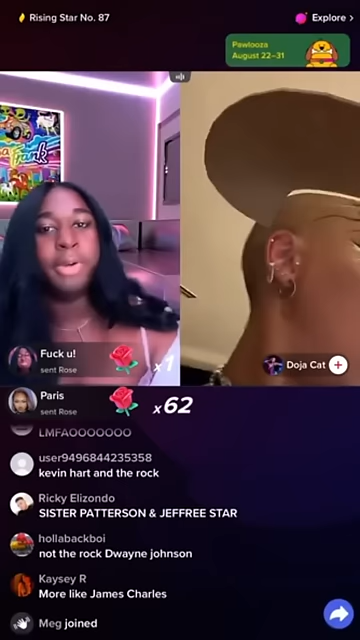 Rising Star No. 87
Explore >
Pawlooza
August 22–31
Frank
Fuck u!
sent Rose
x1
Doja Cat
Paris
sent Rose
x62
LMFAOOOOOOO
user9496844235358
kevin hart and the rock
Ricky Elizondo
SISTER PATTERSON & JEFFREE STAR
hollabackboi
not the rock Dwayne johnson
Kaysey R
More like James Charles
Meg joined